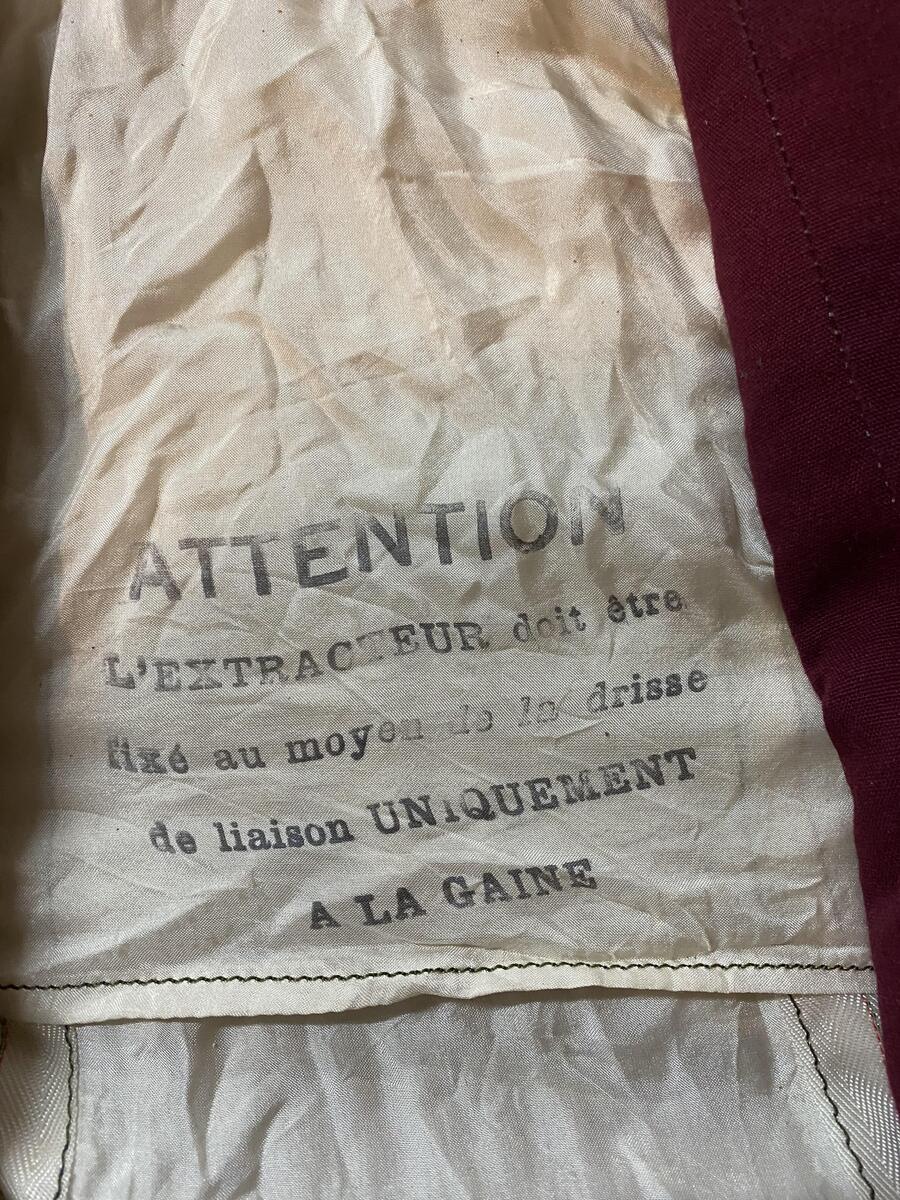 ATTENTION
L'EXTRACTEUR doit être
fixé au moyen de la drisse
de liaison UNIQUEMENT
A LA GAINE